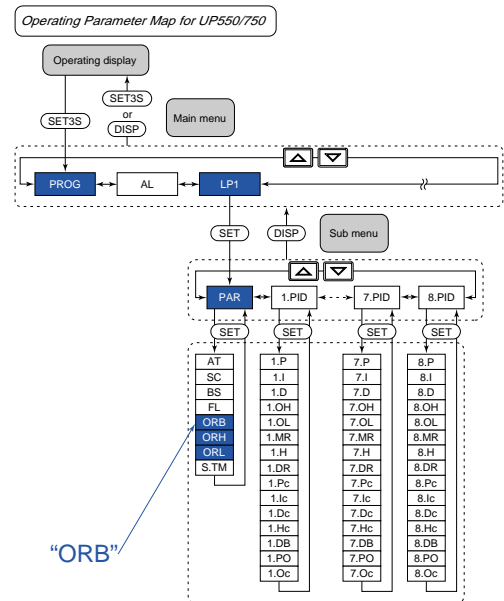 Operating Parameter Map for UP550/750
Operating display
SET3S
or
DISP
Main menu
SET3S
PROG
AL
LP1
SET
DISP
Sub menu
PAR
1.PID
7.PID
8.PID
SET
SET
SET
SET
AT
SC
BS
FL
ORB
ORH
ORL
S.TM
1.P
1.I
1.D
1.OH
1.OL
1.MR
1.H
1.DR
1.Pc
1.Ic
1.Dc
1.Hc
1.DB
1.PO
1.Oc
7.P
7.I
7.D
7.OH
7.OL
7.MR
7.H
7.DR
7.Pc
7.Ic
7.Dc
7.Hc
7.DB
7.PO
7.Oc
8.P
8.I
8.D
8.OH
8.OL
8.MR
8.H
8.DR
8.Pc
8.Ic
8.Dc
8.Hc
8.DB
8.PO
8.Oc
“ORB”